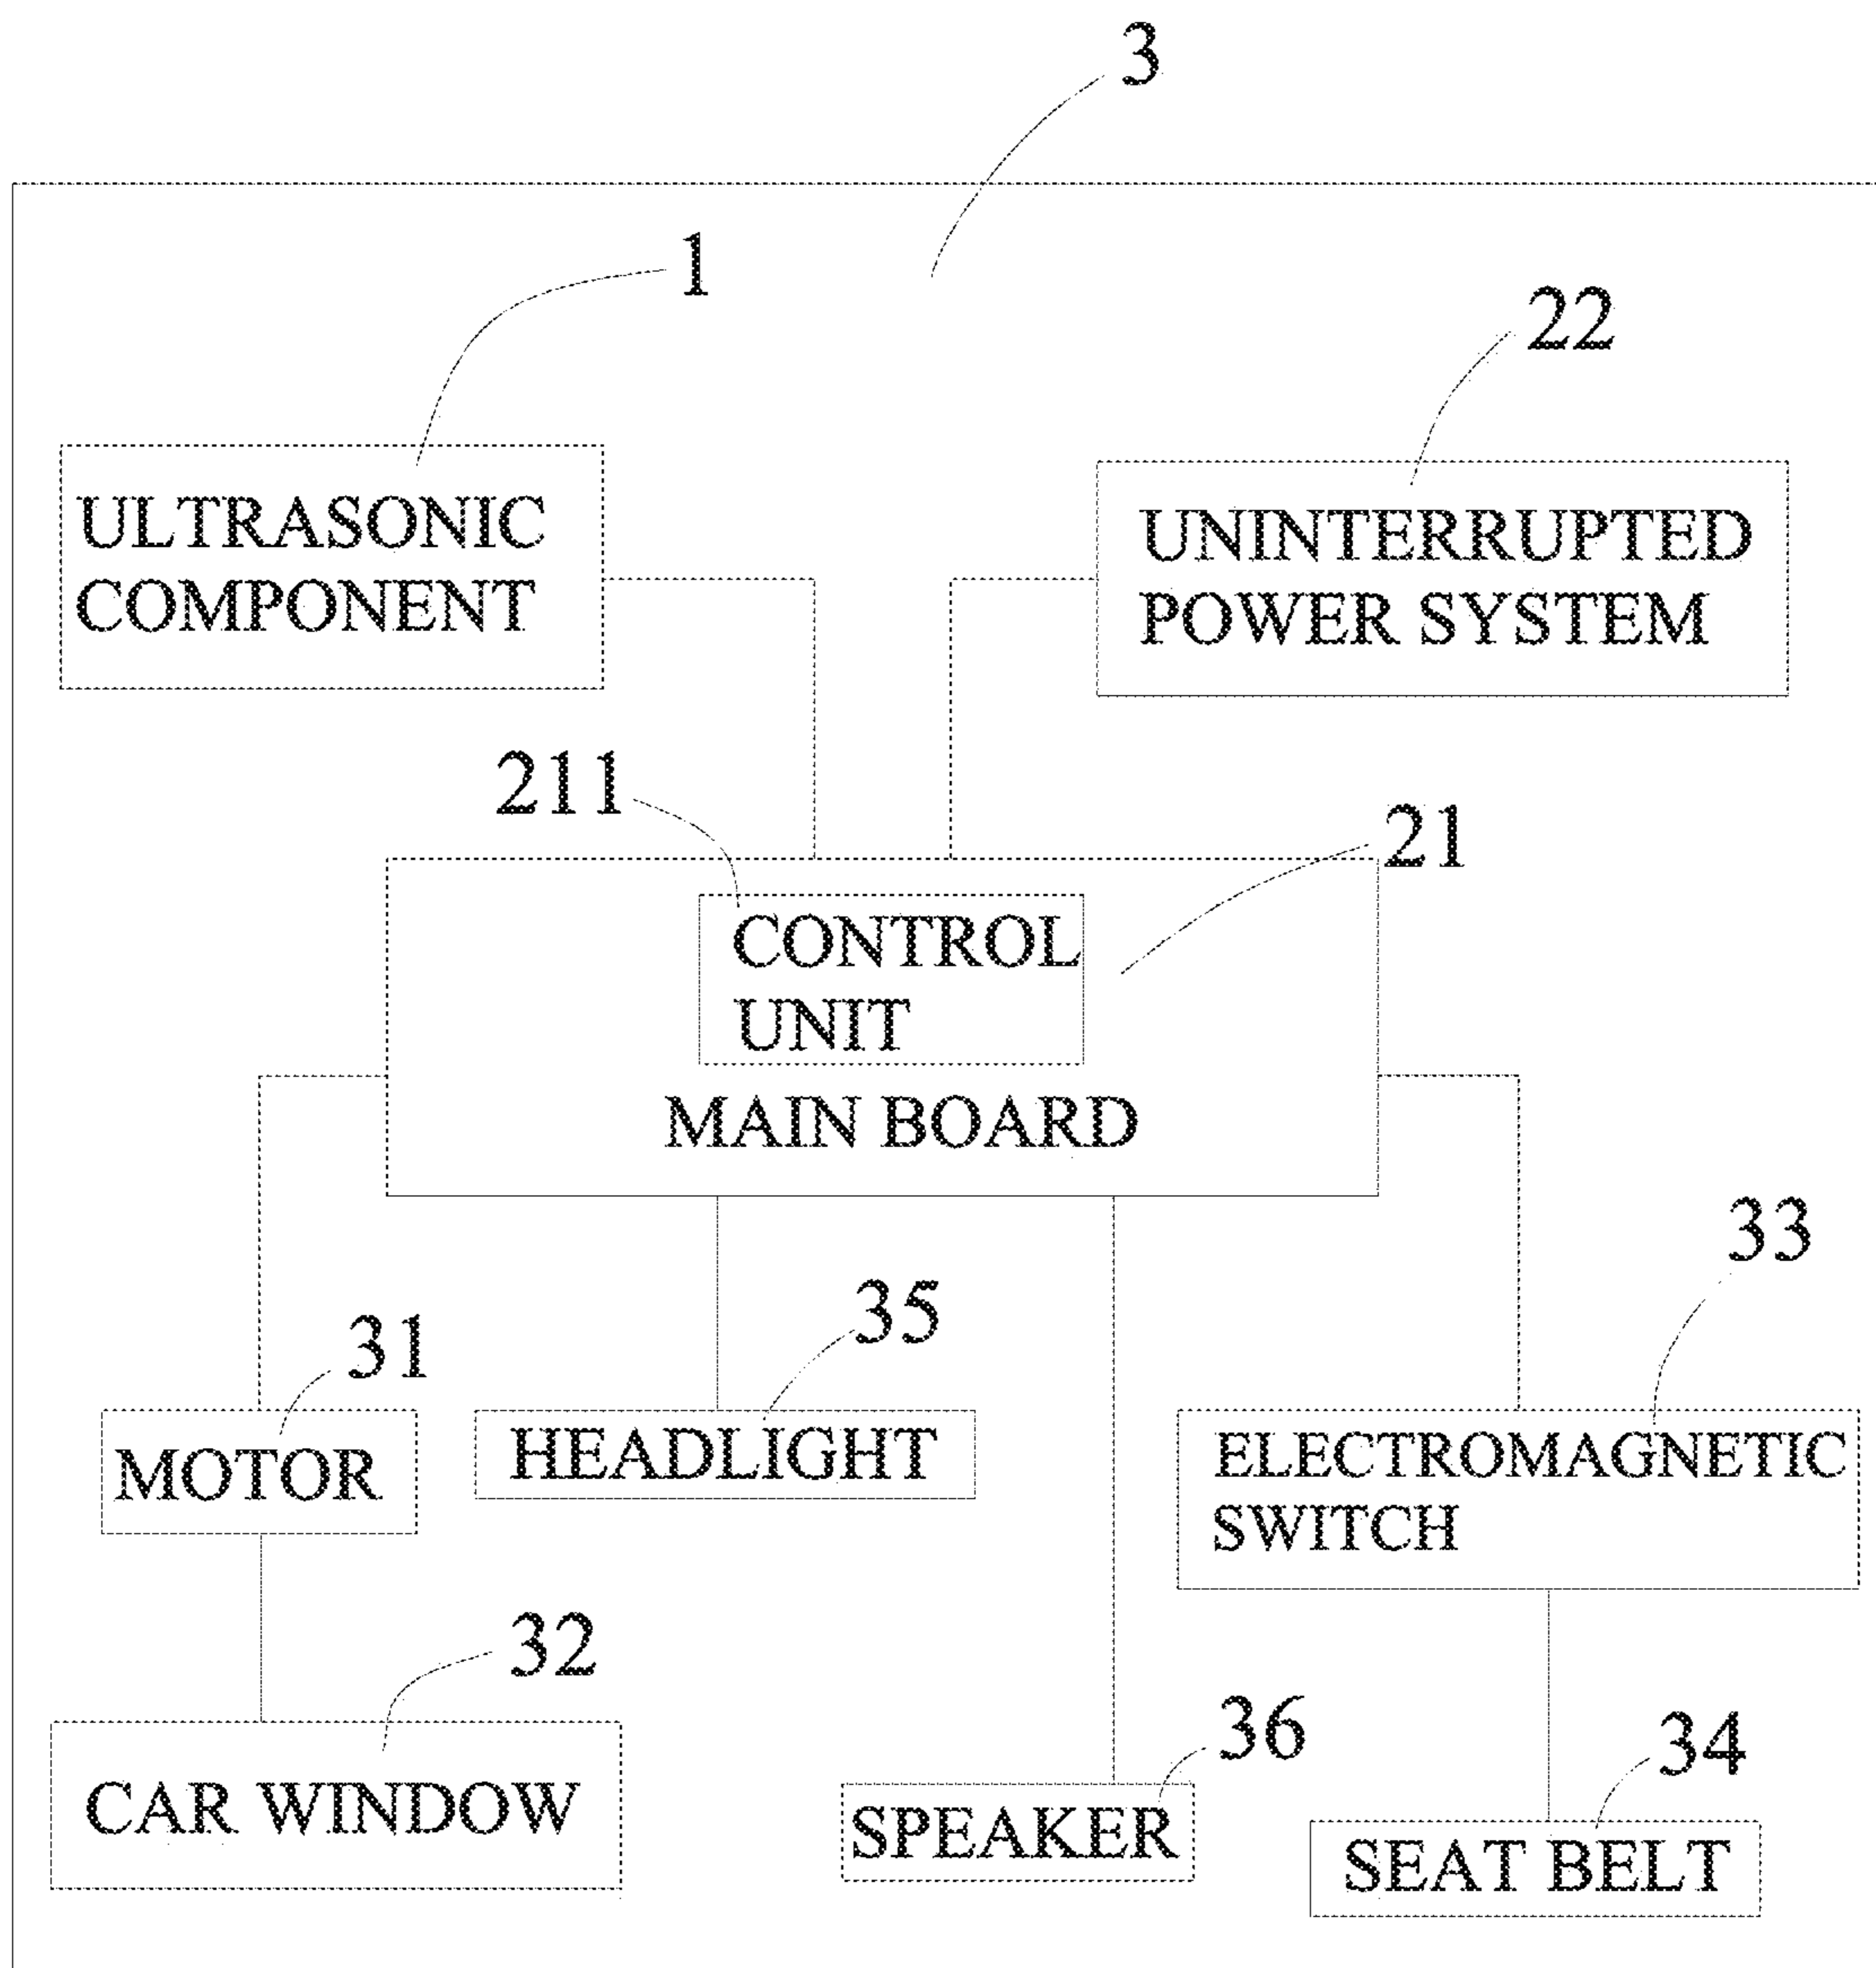 3
1
22
ULTRASONIC
COMPONENT
UNINTERRUPTED
POWER SYSTEM
211
21
CONTROL
UNIT
MAIN BOARD
33
35
31
MOTOR
HEADLIGHT
ELECTROMAGNETIC
SWITCH
32
36
34
CAR WINDOW
SPEAKER
SEAT BELT